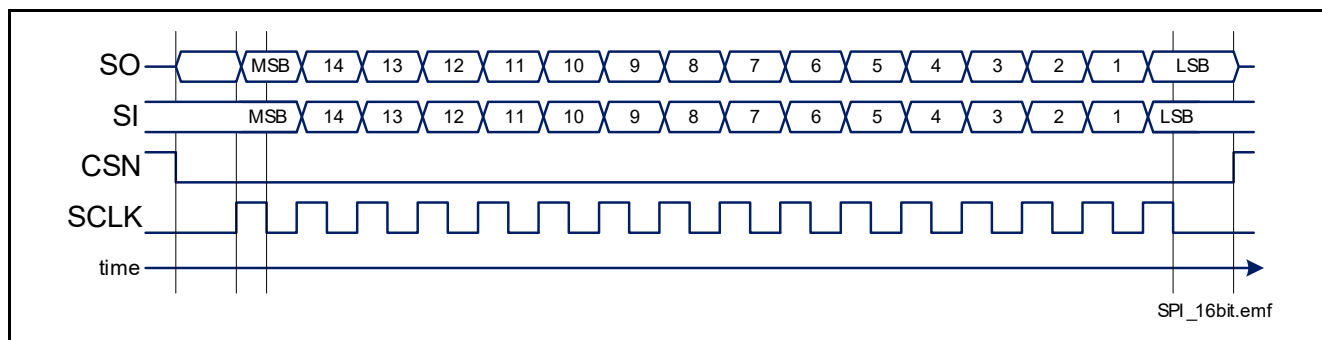 SO MSB 14 13 12 11 10 9 8 7 6 5 4 3 2 1 LSB
SI MSB 14 13 12 11 10 9 8 7 6 5 4 3 2 1 LSB
CSN
SCLK
time
SPI_16bit.emf